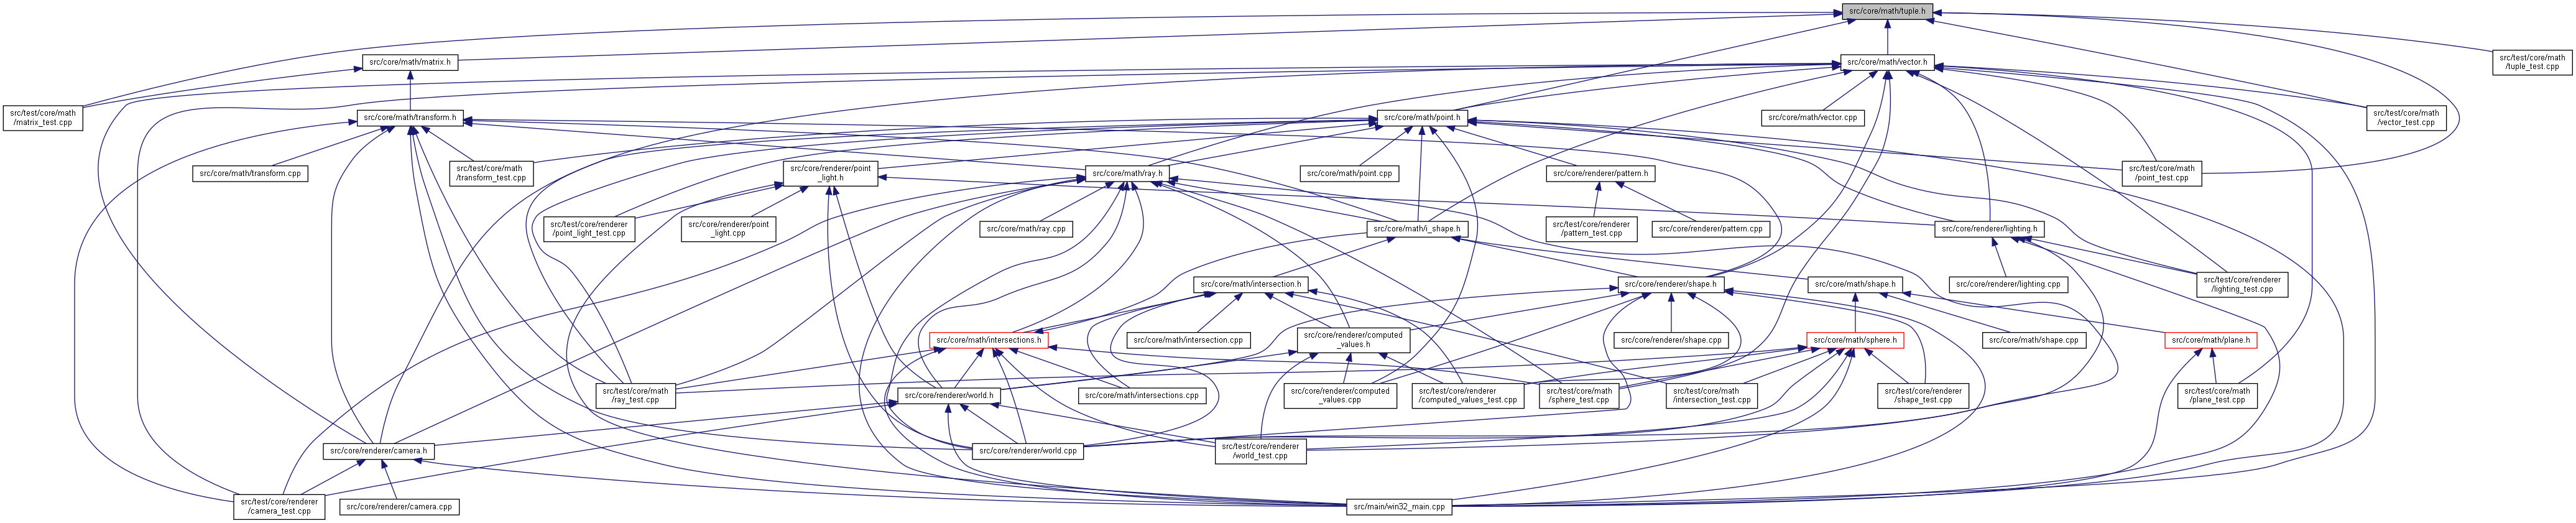 src/core/math/tuple.h
src/core/math/matrix.h
src/core/math/vector.h
src/test/core/math
/tuple_test.cpp
src/test/core/math
/matrix_test.cpp
src/core/math/transform.h
src/core/math/point.h
src/core/math/vector.cpp
src/test/core/math
/vector_test.cpp
src/core/math/transform.cpp
src/test/core/math
/transform_test.cpp
src/core/renderer/point
_light.h
src/core/math/ray.h
src/core/math/point.cpp
src/core/renderer/pattern.h
src/test/core/math
/point_test.cpp
src/test/core/renderer
/point_light_test.cpp
src/core/renderer/point
_light.cpp
src/core/math/ray.cpp
src/core/math/i_shape.h
src/test/core/renderer
/pattern_test.cpp
src/core/renderer/pattern.cpp
src/core/renderer/lighting.h
src/core/math/intersection.h
src/core/renderer/shape.h
src/core/math/shape.h
src/core/renderer/lighting.cpp
src/test/core/renderer
/lighting_test.cpp
src/core/math/intersections.h
src/core/math/intersection.cpp
src/core/renderer/computed
_values.h
src/core/renderer/shape.cpp
src/core/math/sphere.h
src/core/math/shape.cpp
src/core/math/plane.h
src/test/core/math
/ray_test.cpp
src/core/renderer/world.h
src/core/math/intersections.cpp
src/core/renderer/computed
_values.cpp
src/test/core/renderer
/computed_values_test.cpp
src/test/core/math
/sphere_test.cpp
src/test/core/math
/intersection_test.cpp
src/test/core/renderer
/shape_test.cpp
src/test/core/math
/plane_test.cpp
src/core/renderer/camera.h
src/core/renderer/world.cpp
src/test/core/renderer
/world_test.cpp
src/test/core/renderer
/camera_test.cpp
src/core/renderer/camera.cpp
src/main/win32_main.cpp